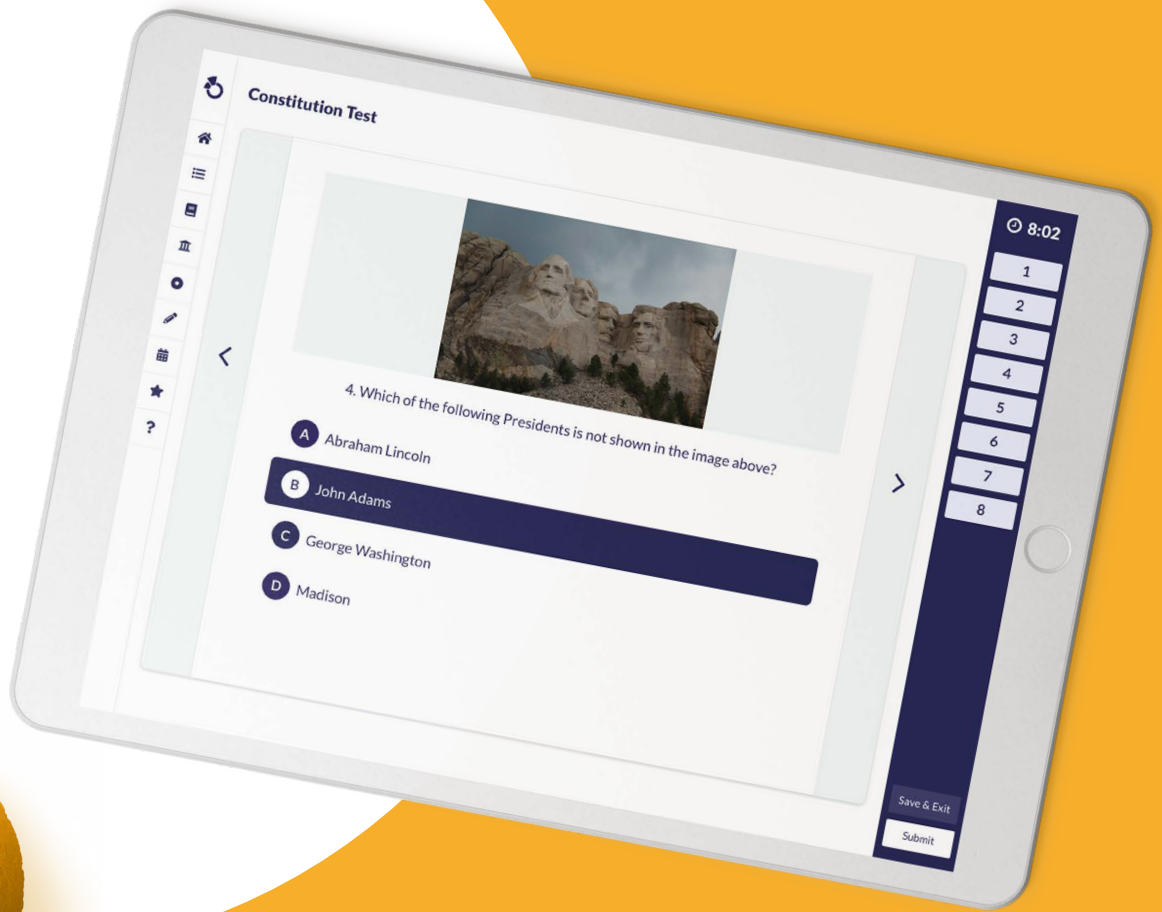 Constitution Test
8:02
1
2
3
4
5
6
7
8
4. Which of the following Presidents is not shown in the image above?
A Abraham Lincoln
B John Adams
C George Washington
D Madison
?
Save & Exit
Submit